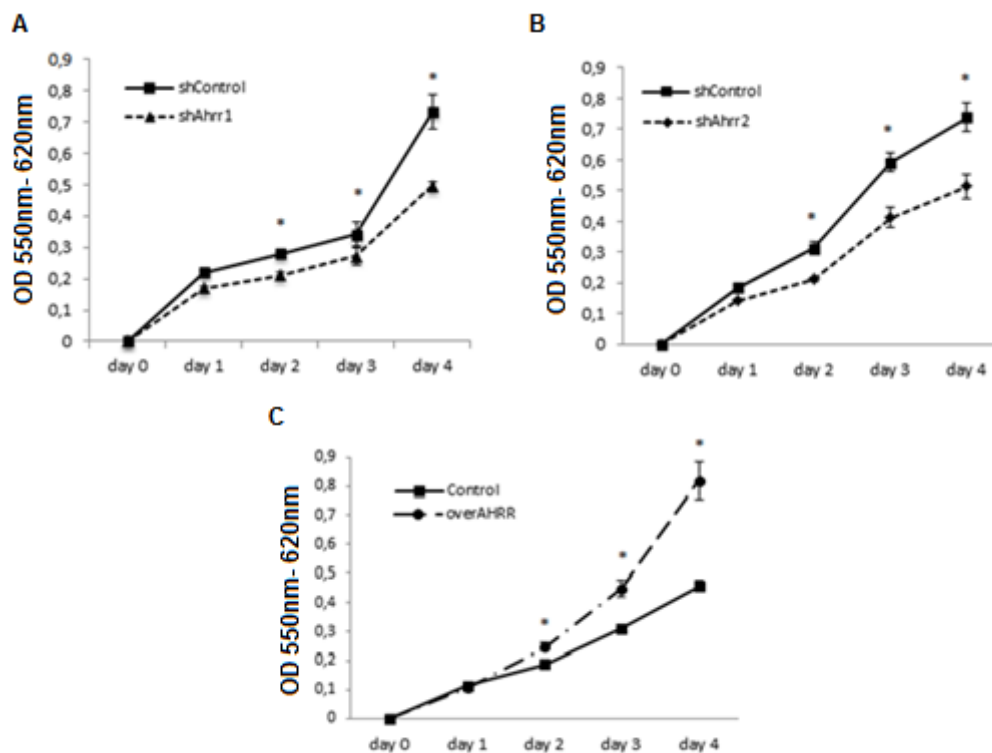 A
OD 550nm- 620nm
0,9
0,8
0,7
0,6
0,5
0,4
0,3
0,2
0,1
0
shControl
shAhrr1
*
*
*
day 0 day 1 day 2 day 3 day 4
B
OD 550nm- 620nm
0,9
0,8
0,7
0,6
0,5
0,4
0,3
0,2
0,1
0
shControl
shAhrr2
*
*
*
day 0 day 1 day 2 day 3 day 4
C
OD 550nm- 620nm
0,9
0,8
0,7
0,6
0,5
0,4
0,3
0,2
0,1
0
Control
overAHRR
*
*
*
day 0 day 1 day 2 day 3 day 4